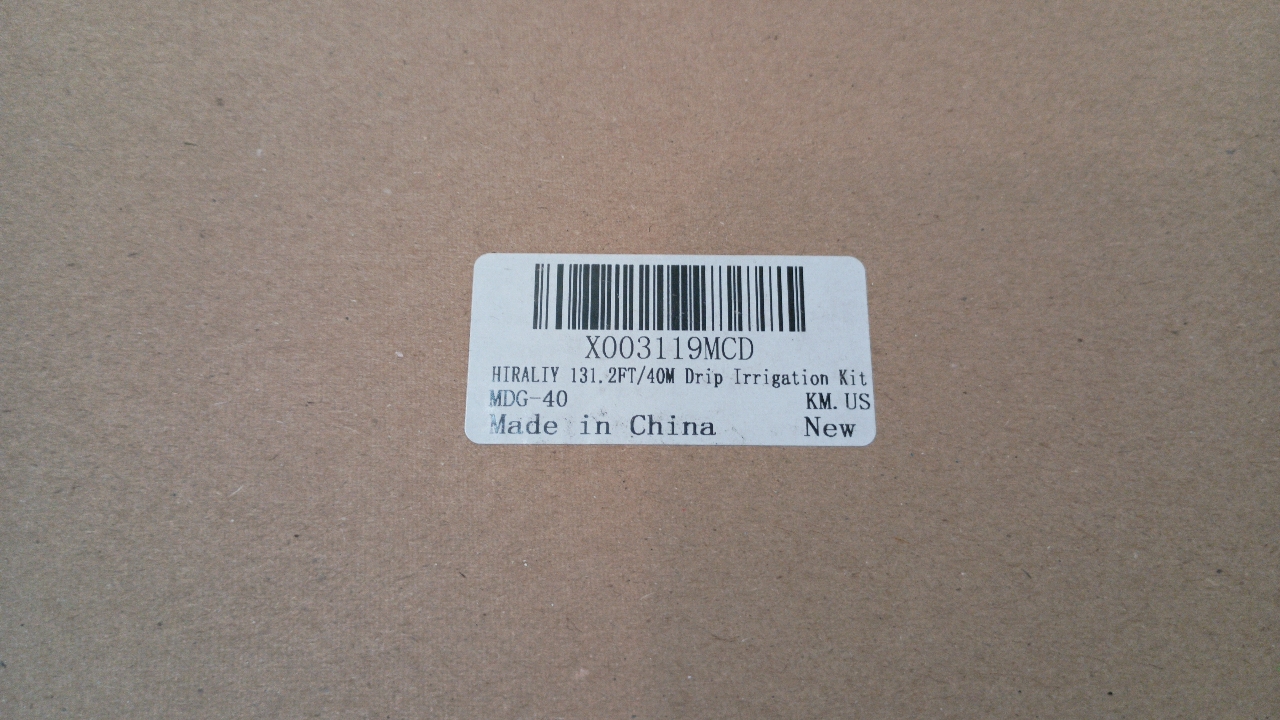 X003119MCD
HIRALIY 131.2FT/40M Drip Irrigation Kit
MDG-40 KM.US
Made in China New